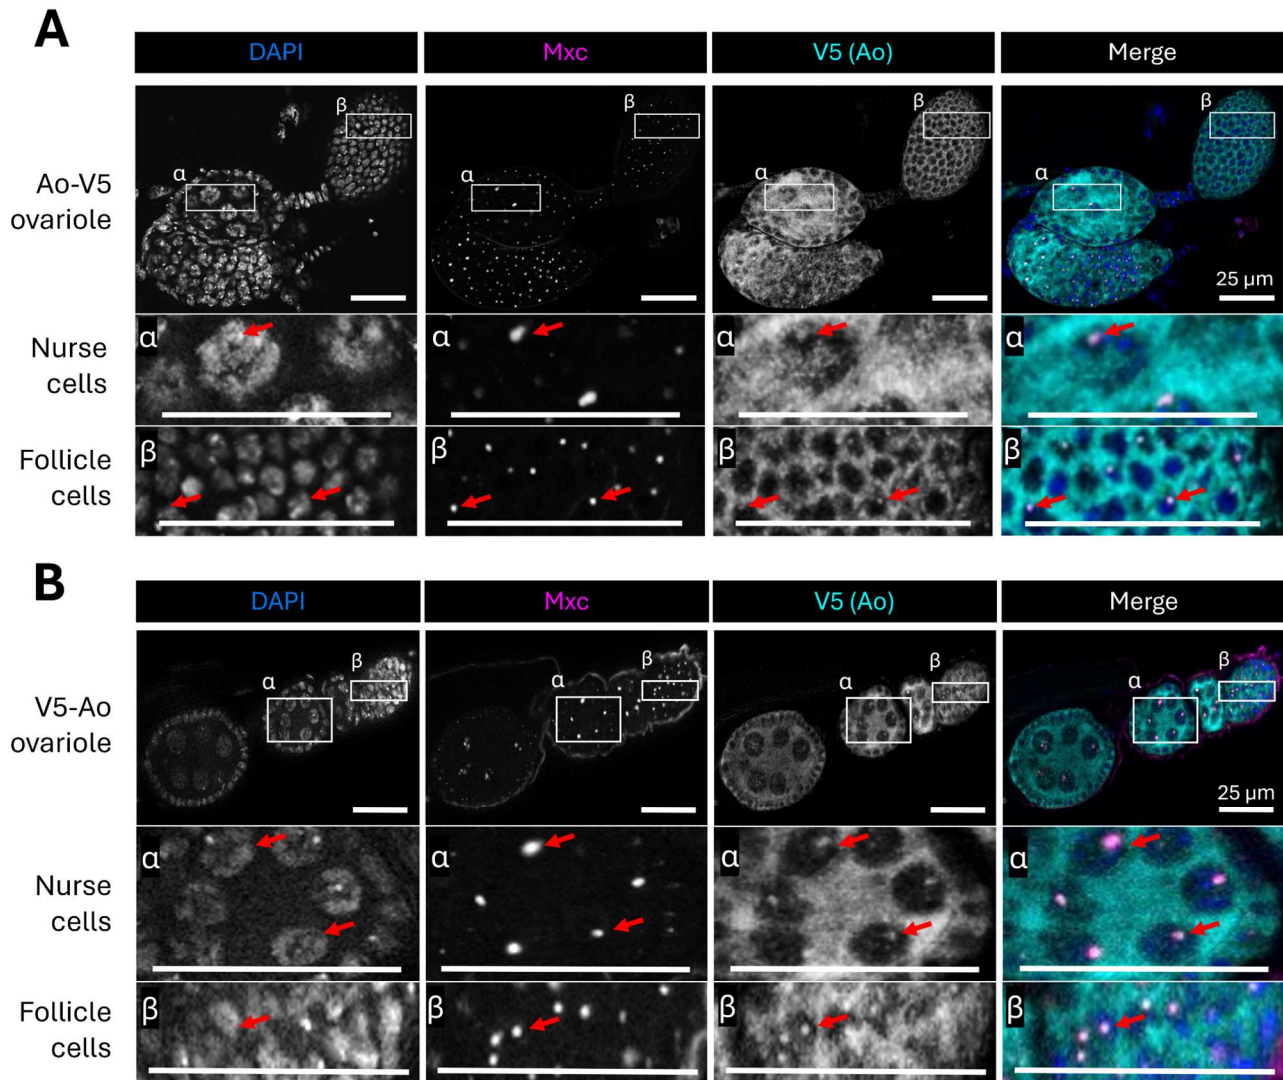 A
DAPI Mxc V5 (Ao) Merge
Ao-V5 ovariole
β β β β
α α α α
25 µm
Nurse cells
α α α α
Follicle cells
β β β β
B
DAPI Mxc V5 (Ao) Merge
V5-Ao ovariole
β β β β
α α α α
25 µm
Nurse cells
α α α α
Follicle cells
β β β β